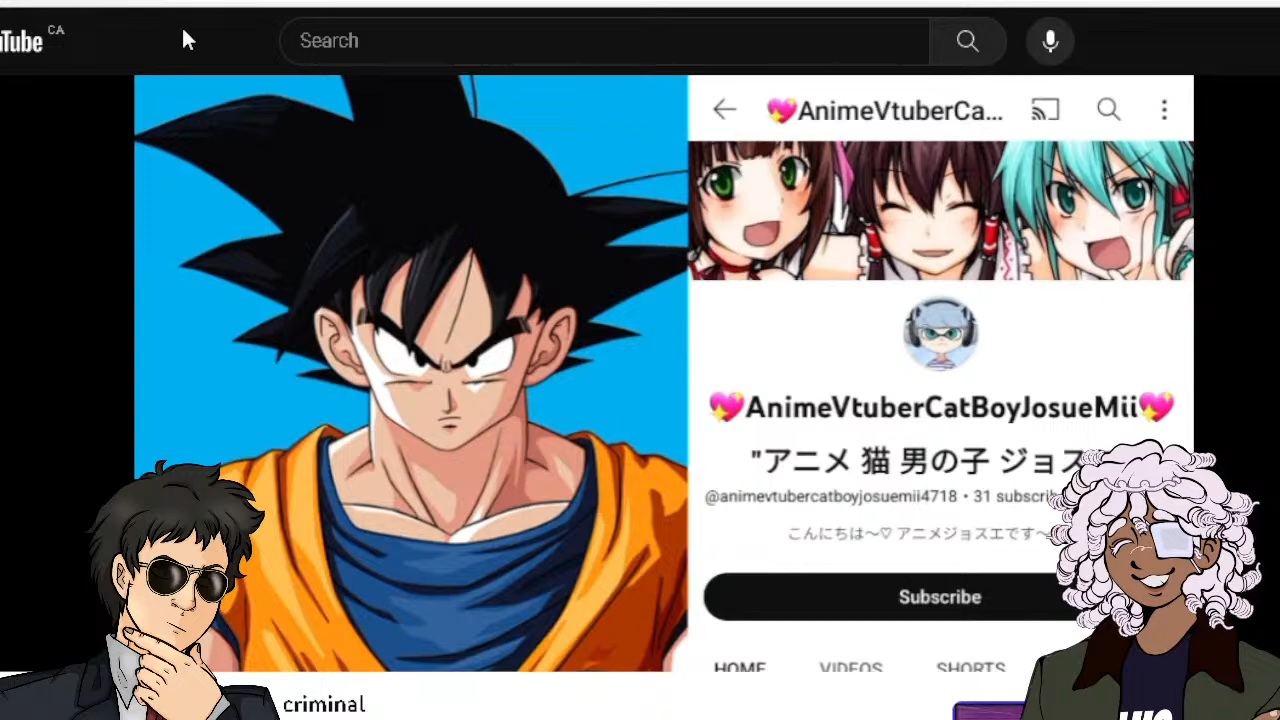 uTube CA
Search
💖AnimeVtuberCa...
💖AnimeVtuberCatBoyJosueMii💖
"アニメ 猫 男の子 ジョス
@animevtubercatboyjosuemii4718 • 31 subscri
こんにちは〜♡ アニメジョスエです〜
Subscribe
HOME VIDEOS SHORTS
criminal